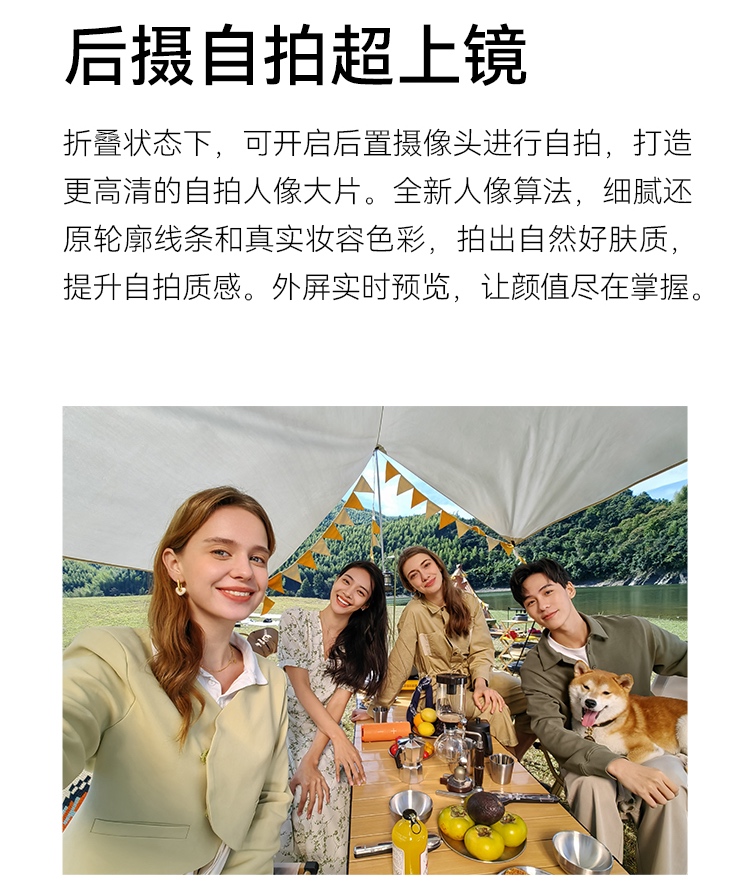 后摄自拍超上镜
折叠状态下，可开启后置摄像头进行自拍，打造
更高清的自拍人像大片。全新人像算法，细腻还
原轮廓线条和真实妆容色彩，拍出自然好肤质，
提升自拍质感。外屏实时预览，让颜值尽在掌握。